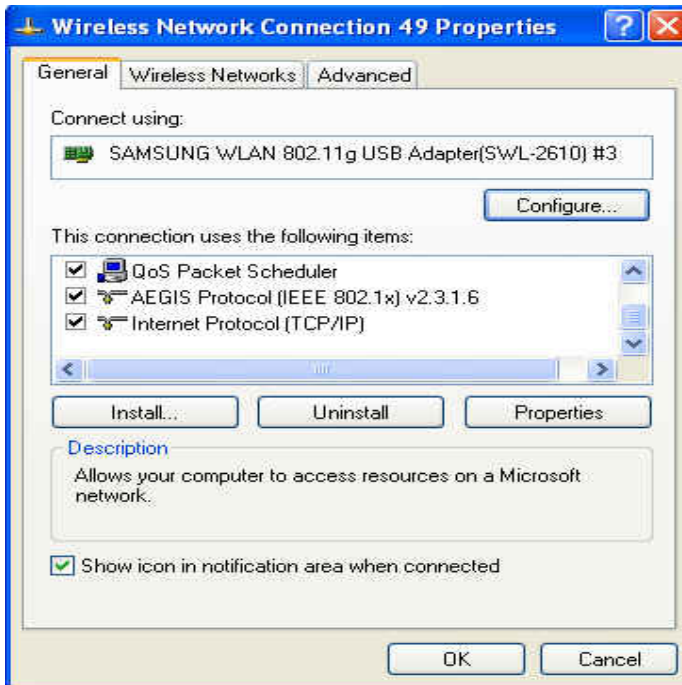 Wireless Network Connection 49 Properties
General Wireless Networks Advanced
Connect using:
SAMSUNG WLAN 802.11g USB Adapter(SWL-2610) #3
Configure...
This connection uses the following items:
QoS Packet Scheduler
AEGIS Protocol (IEEE 802.1x) v2.3.1.6
Internet Protocol (TCP/IP)
Install... Uninstall Properties
Description
Allows your computer to access resources on a Microsoft
network.
Show icon in notification area when connected
OK Cancel